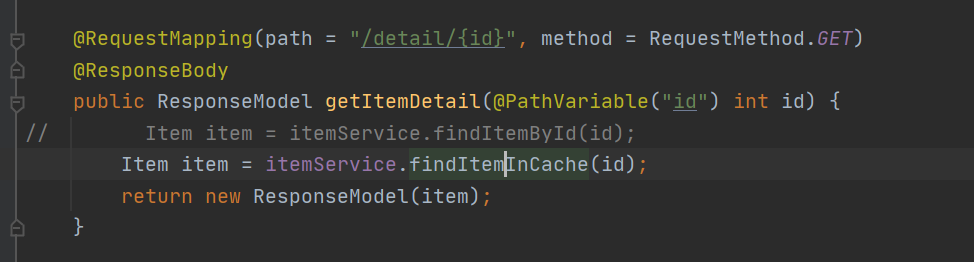 @RequestMapping(path = "/detail/{id}", method = RequestMethod.GET)
@ResponseBody
public ResponseModel getItemDetail(@PathVariable("id") int id) {
//        Item item = itemService.findItemById(id);
Item item = itemService.findItemInCache(id);
return new ResponseModel(item);
}